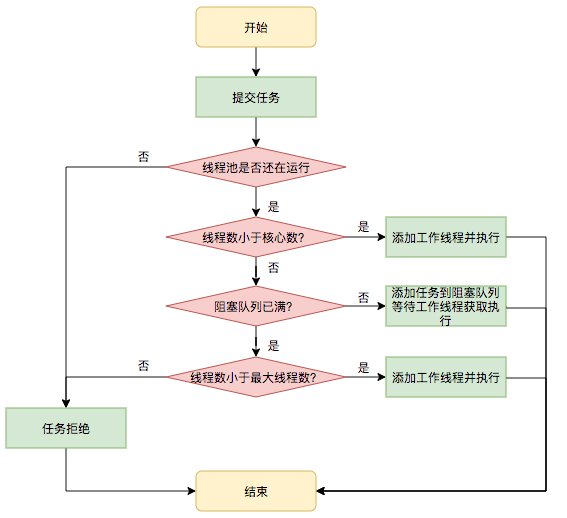 开始
提交任务
否
线程池是否还在运行
是
线程数小于核心数?
是
添加工作线程并执行
否
阻塞队列已满?
否
添加任务到阻塞队列
等待工作线程获取执
行
是
否
线程数小于最大线程数?
是
添加工作线程并执行
任务拒绝
结束